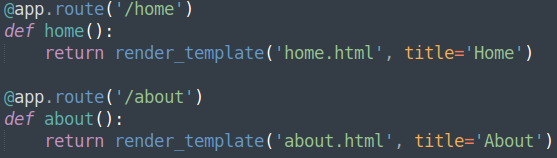 @app.route('/home')
def home():
    return render_template('home.html', title='Home')

@app.route('/about')
def about():
    return render_template('about.html', title='About')